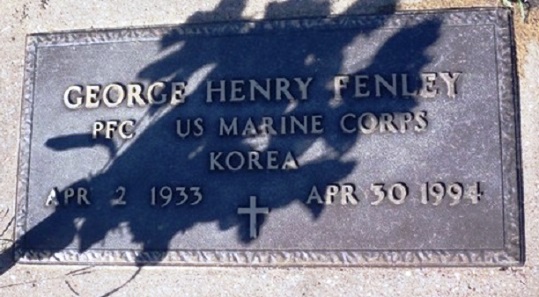 GEORGE HENRY FENLEY
PFC US MARINE CORPS
KOREA
APR 2 1933 APR 30 1994